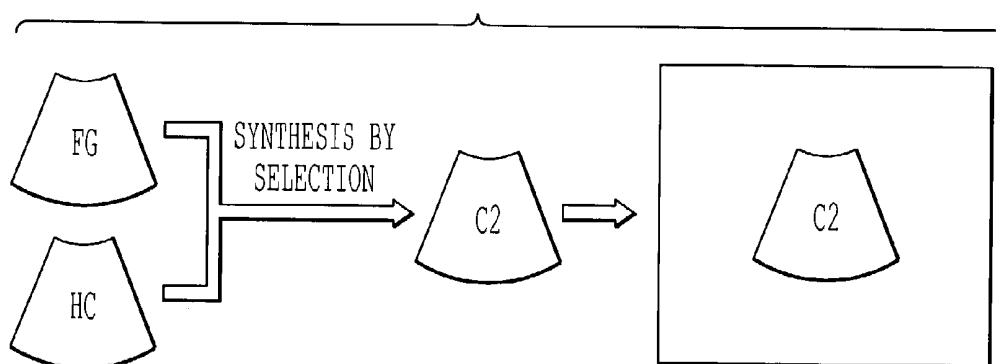 FG
SYNTHESIS BY
SELECTION
C2
C2
HC